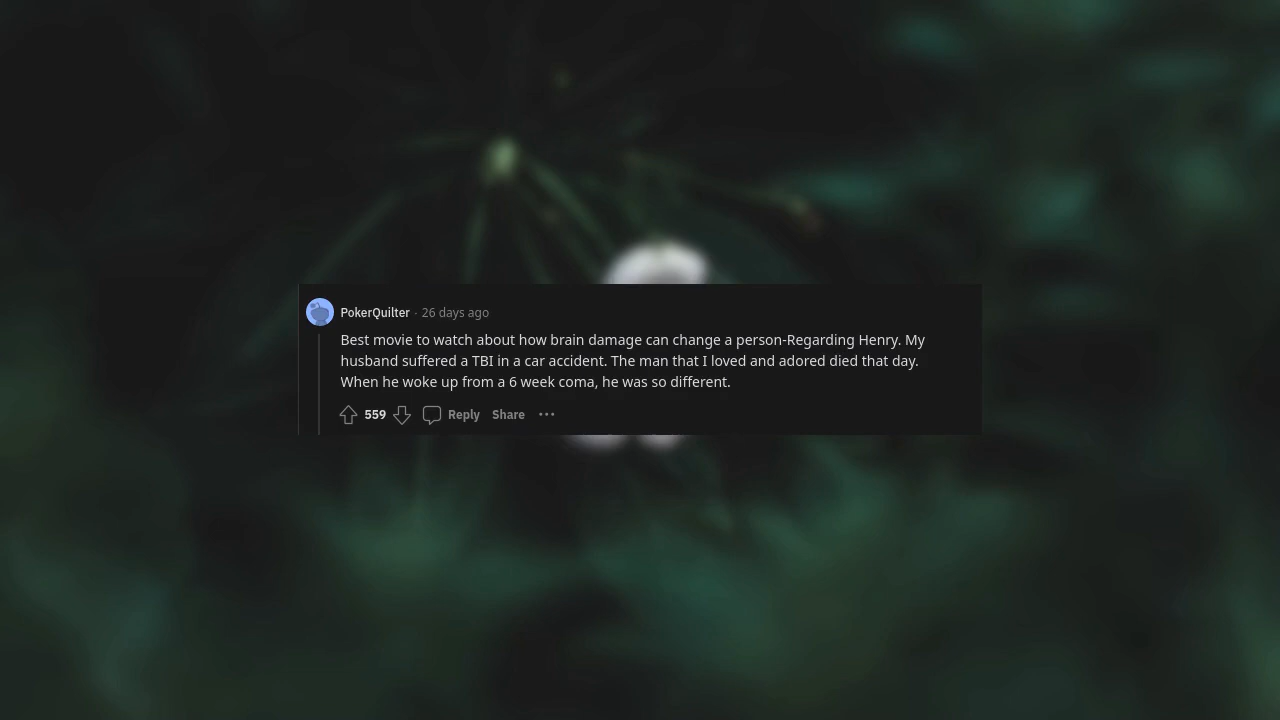 PokerQuilter · 26 days ago
Best movie to watch about how brain damage can change a person-Regarding Henry. My
husband suffered a TBI in a car accident. The man that I loved and adored died that day.
When he woke up from a 6 week coma, he was so different.
559 Reply Share ···